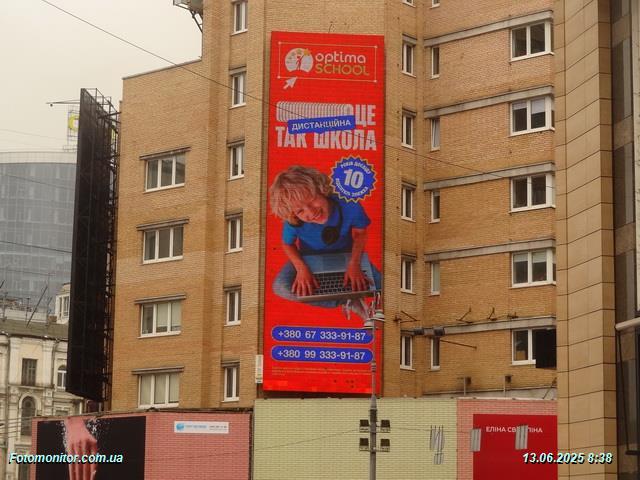 optima
SCHOOL
ЦЕ
ДИСТАНЦІЙНА
ТАК ШКОЛА
10
+380 67 333-91-87
+380 99 333-91-87
ЕЛІНА
Fotomonitor.com.ua
13.06.2025 8:38